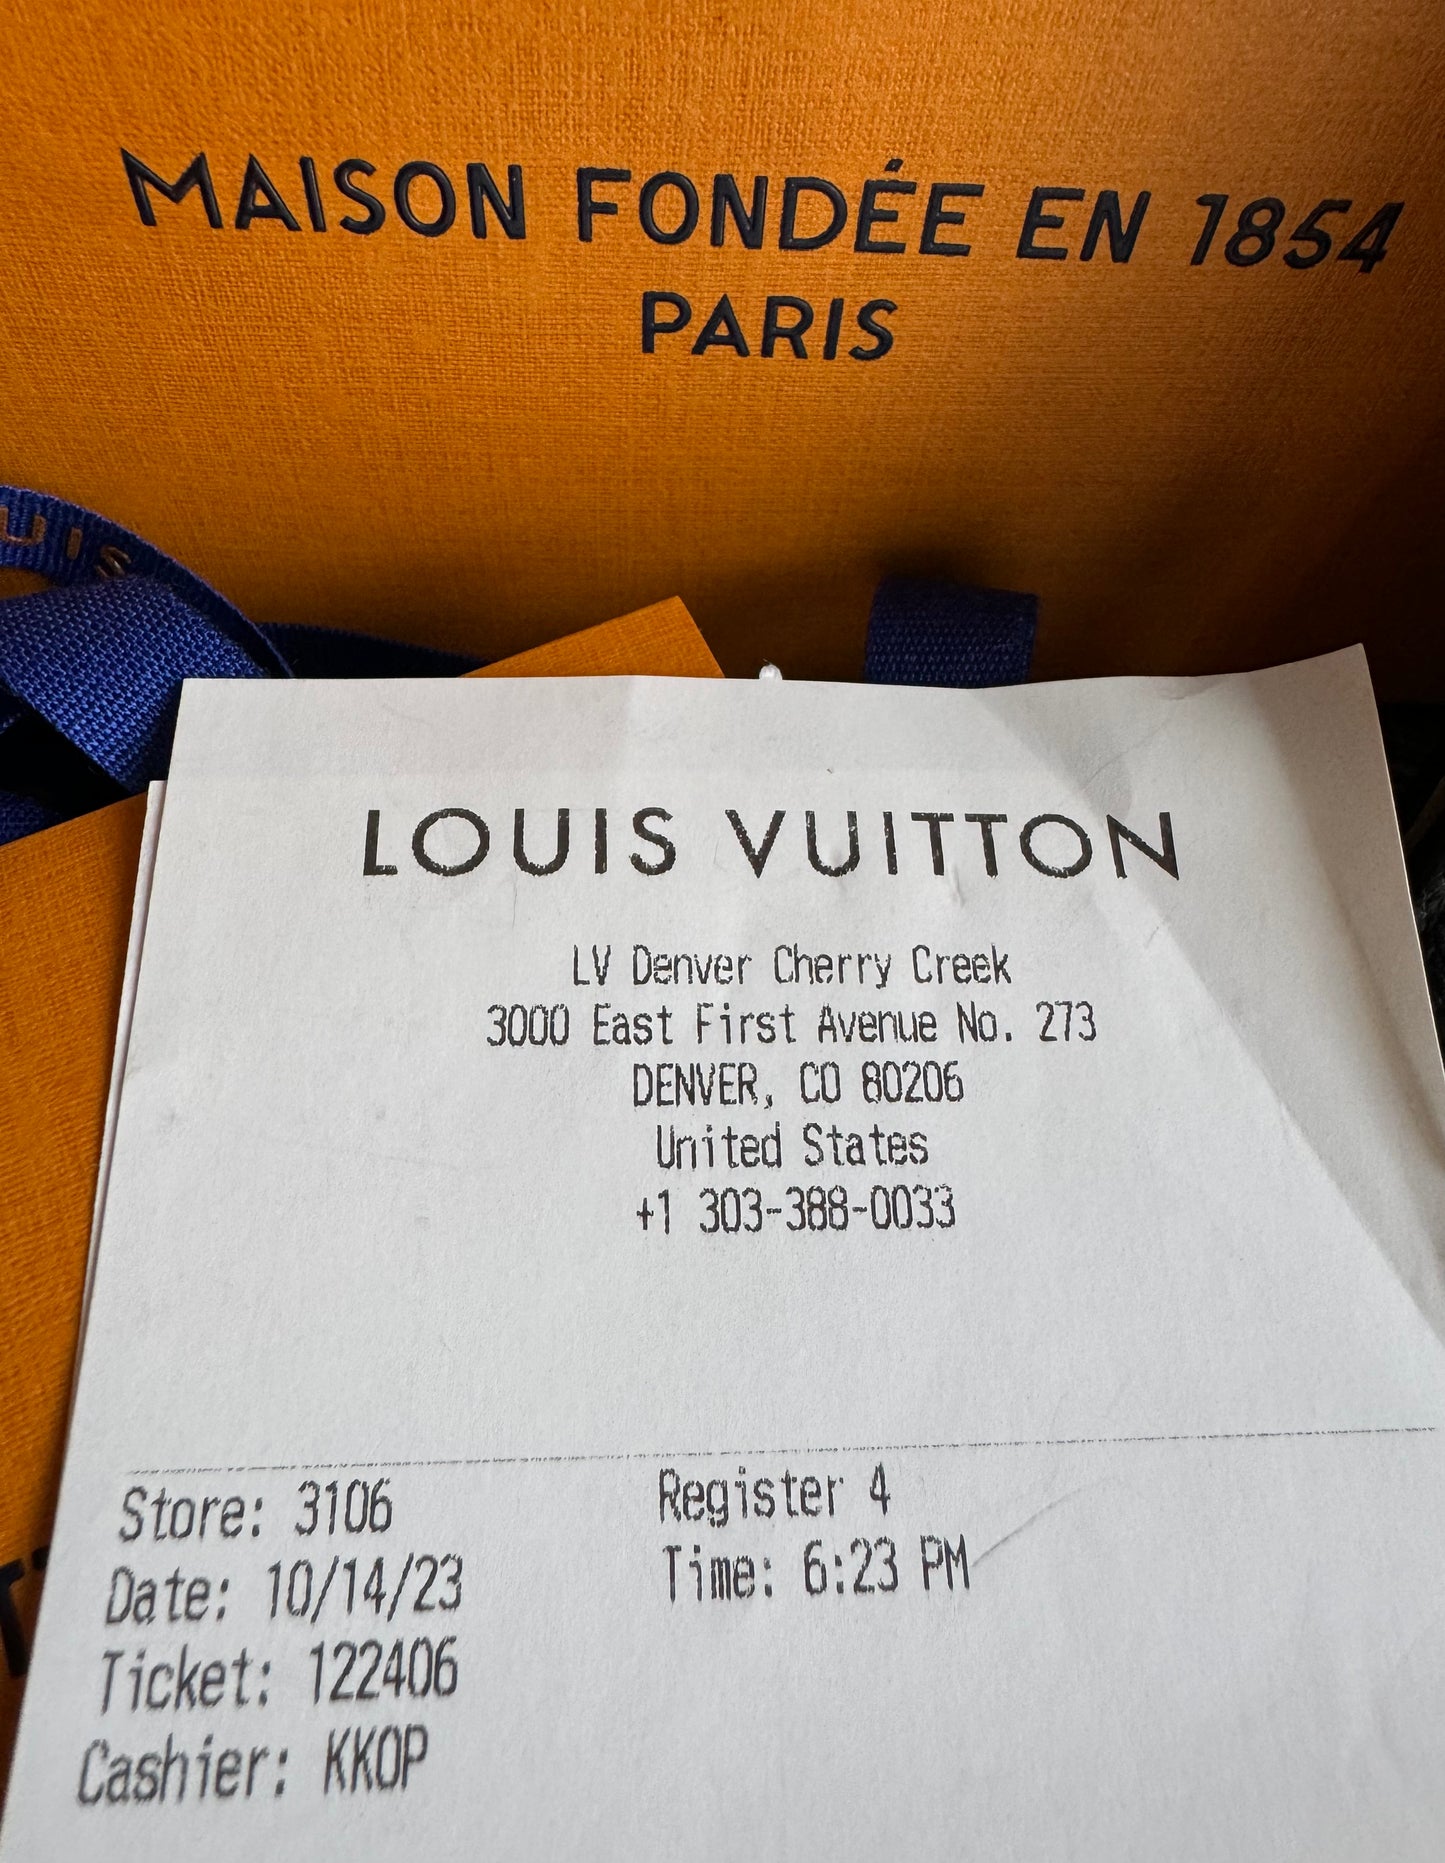 MAISON FONDÉE EN 1854
PARIS
UIS
LOUIS VUITTON
LV Denver Cherry Creek
3000 East First Avenue No. 273
DENVER, CO 80206
United States
+1 303-388-0033
Store: 3106 Register 4
Date: 10/14/23 Time: 6:23 PM
Ticket: 122406
Cashier: KKOP